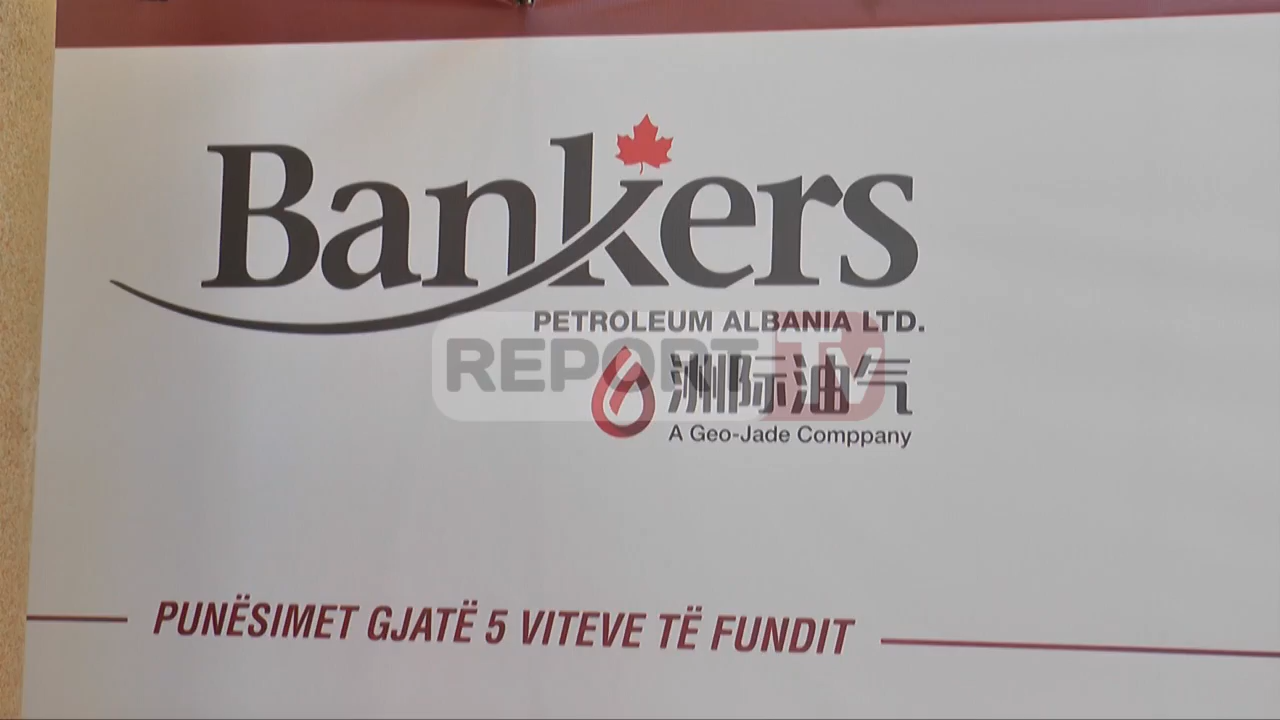 Bankers
PETROLEUM ALBANIA LTD.
REPORT TV
洲际油气
A Geo-Jade Comppany
PUNËSIMET GJATË 5 VITEVE TË FUNDIT